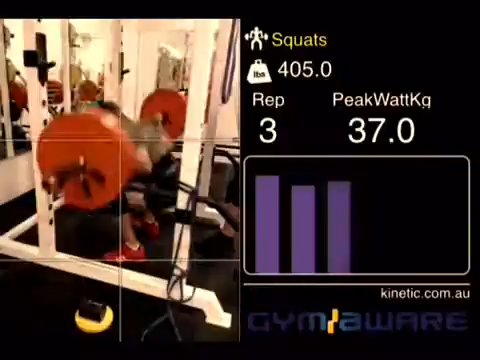 Squats
lbs 405.0
Rep PeakWattKg
3 37.0
kinetic.com.au
GYMAWARE